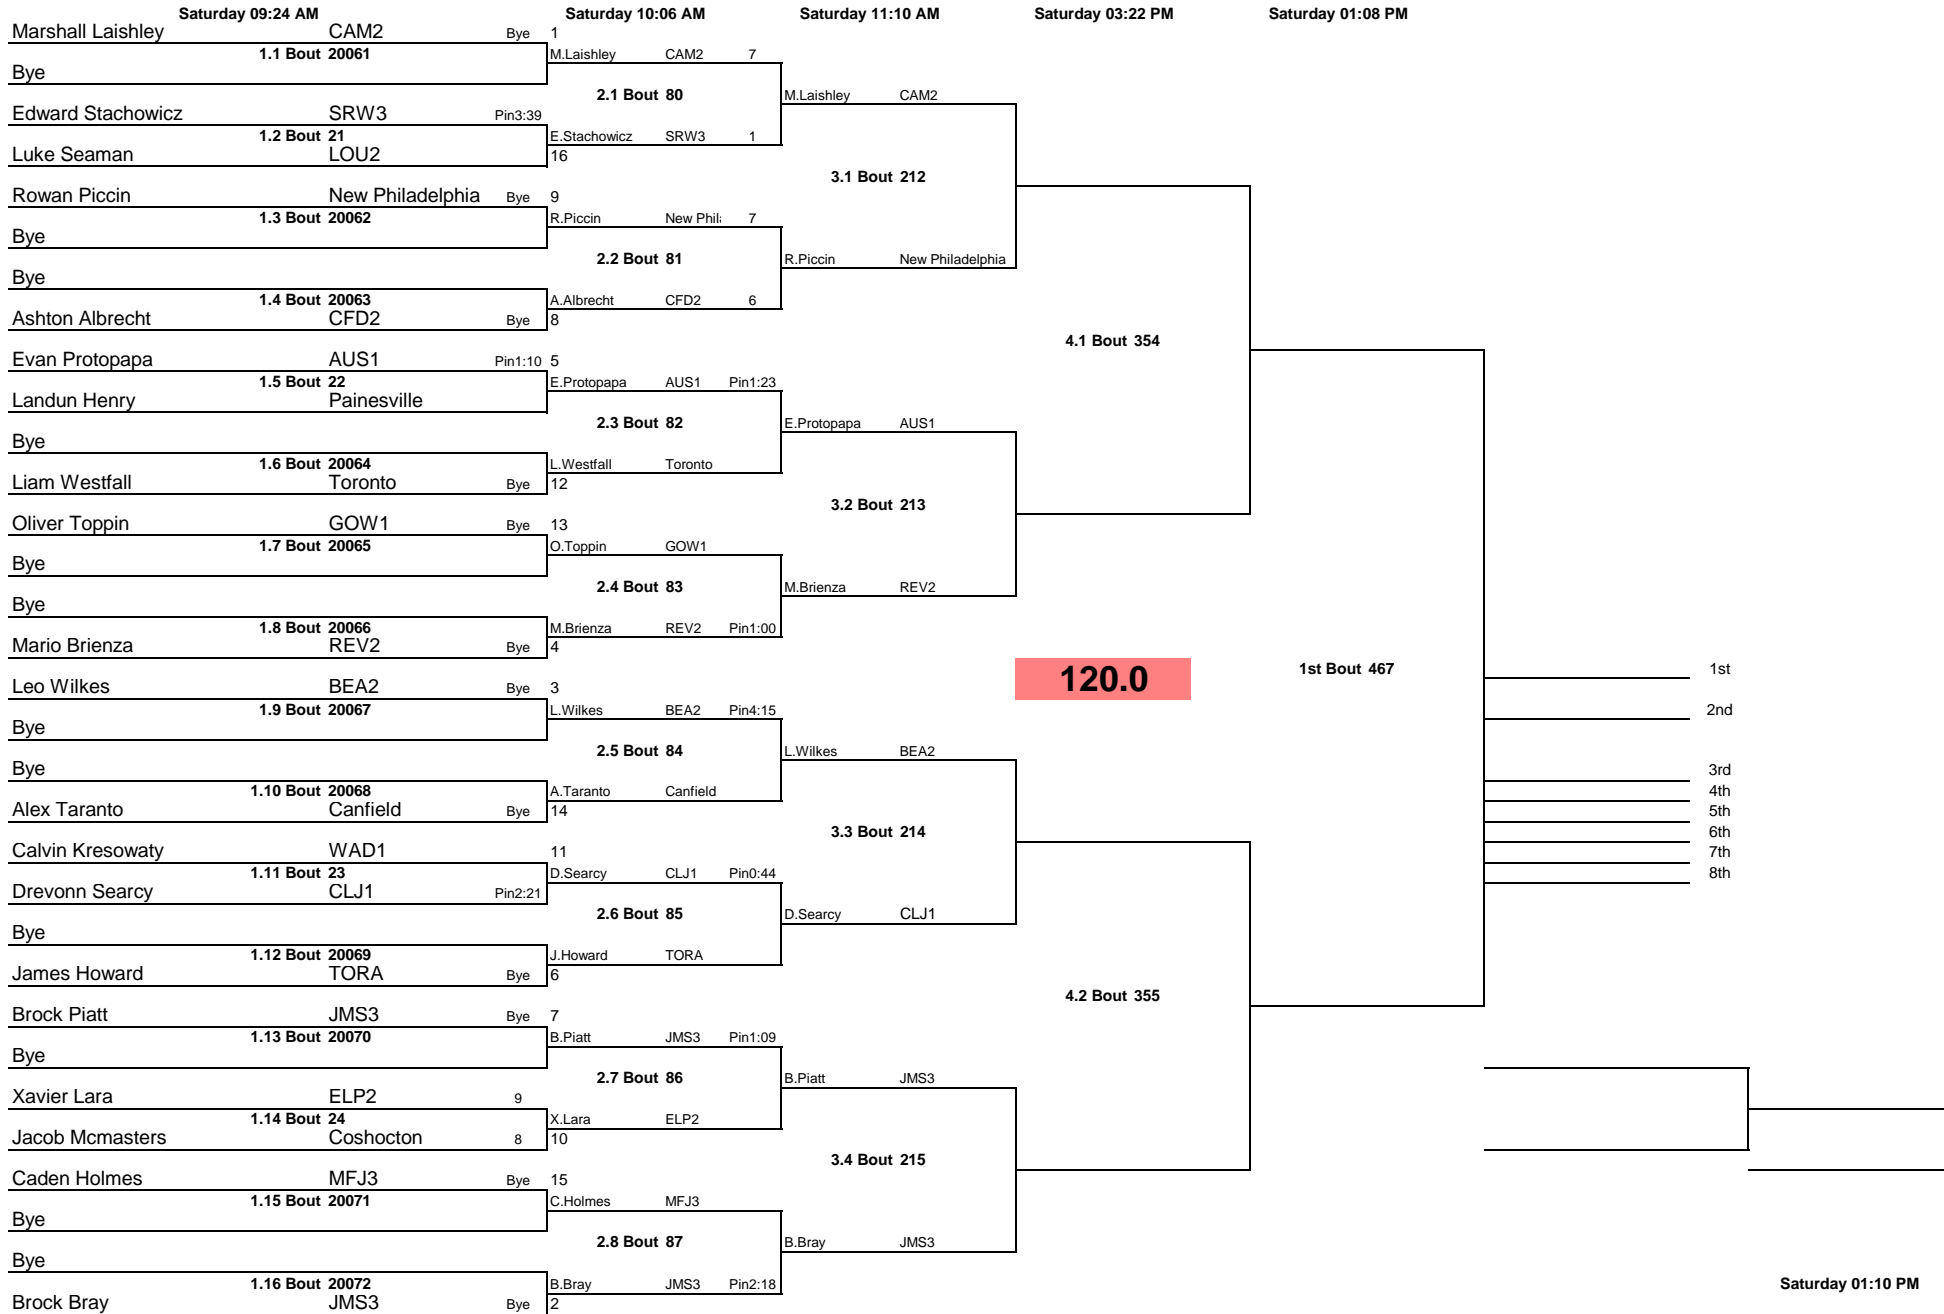 Saturday 09:24 AM Saturday 10:06 AM Saturday 11:10 AM Saturday 03:22 PM Saturday 01:08 PM
Marshall Laishley CAM2 Bye 1
1.1 Bout 20061 M.Laishley CAM2 7
Bye
2.1 Bout 80 M.Laishley CAM2
Edward Stachowicz SRW3 Pin3:39
1.2 Bout 21 E.Stachowicz SRW3 1
Luke Seaman LOU2 16
3.1 Bout 212
Rowan Piccin New Philadelphia Bye 9
1.3 Bout 20062 R.Piccin New Phil 7
Bye
2.2 Bout 81 R.Piccin New Philadelphia
Bye
1.4 Bout 20063 A.Albrecht CFD2 6
Ashton Albrecht CFD2 Bye 8
4.1 Bout 354
Evan Protopapa AUS1 Pin1:10 5
1.5 Bout 22 E.Protopapa AUS1 Pin1:23
Landun Henry Painesville
2.3 Bout 82 E.Protopapa AUS1
Bye
1.6 Bout 20064 L.Westfall Toronto
Liam Westfall Toronto Bye 12
3.2 Bout 213
Oliver Toppin GOW1 Bye 13
1.7 Bout 20065 O.Toppin GOW1
Bye
2.4 Bout 83 M.Brienza REV2
Bye
1.8 Bout 20066 M.Brienza REV2 Pin1:00
Mario Brienza REV2 Bye 4
120.0 1st Bout 467 1st
Leo Wilkes BEA2 Bye 3
1.9 Bout 20067 L.Wilkes BEA2 Pin4:15 2nd
Bye
2.5 Bout 84 L.Wilkes BEA2
Bye 3rd
1.10 Bout 20068 A.Taranto Canfield 4th
Alex Taranto Canfield Bye 14 5th
3.3 Bout 214 6th
Calvin Kresowaty WAD1 11 7th
1.11 Bout 23 D.Searcy CLJ1 Pin0:44 8th
Drevonn Searcy CLJ1 Pin2:21
2.6 Bout 85 D.Searcy CLJ1
Bye
1.12 Bout 20069 J.Howard TORA
James Howard TORA Bye 6
4.2 Bout 355
Brock Piatt JMS3 Bye 7
1.13 Bout 20070 B.Piatt JMS3 Pin1:09
Bye
2.7 Bout 86 B.Piatt JMS3
Xavier Lara ELP2 9
1.14 Bout 24 X.Lara ELP2
Jacob Mcmasters Coshocton 8 10
3.4 Bout 215
Caden Holmes MFJ3 Bye 15
1.15 Bout 20071 C.Holmes MFJ3
Bye
2.8 Bout 87 B.Bray JMS3
Bye
1.16 Bout 20072 B.Bray JMS3 Pin2:18 Saturday 01:10 PM
Brock Bray JMS3 Bye 2